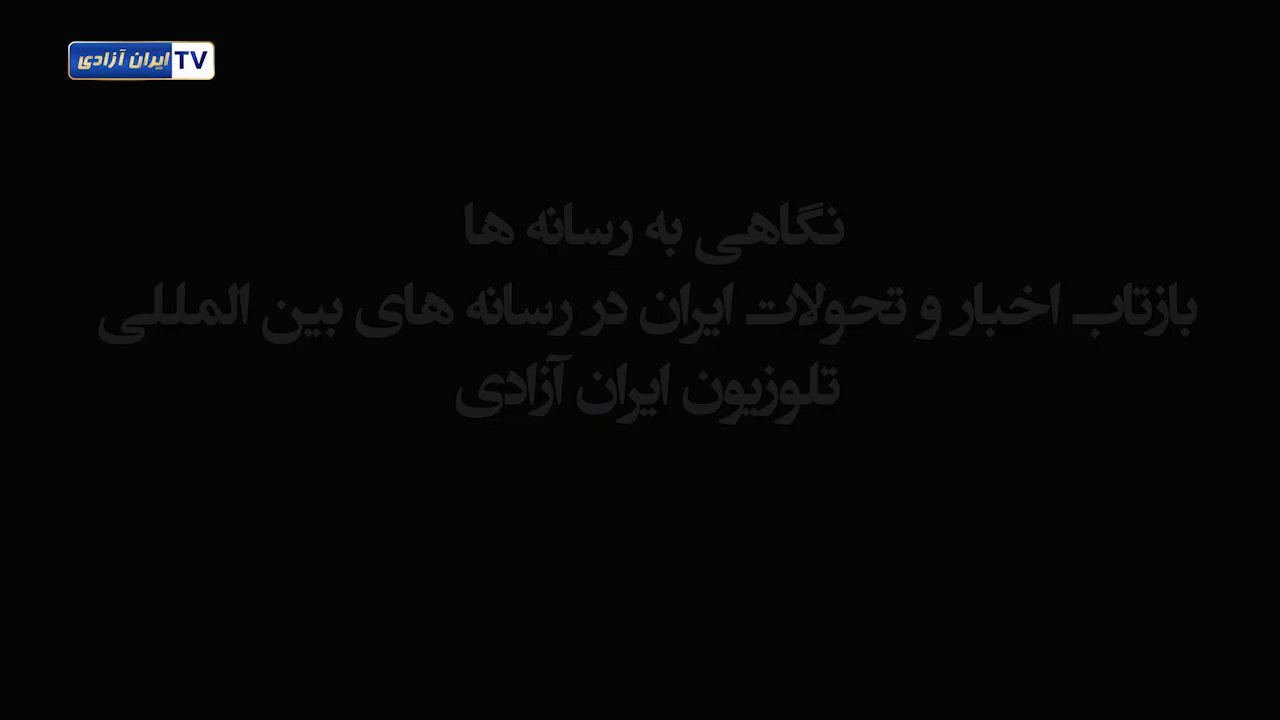 ایران آزادی TV
نگاهی به رسانه ها
بازتاب اخبار و تحولات ایران در رسانه های بین المللی
تلوزیون ایران آزادی